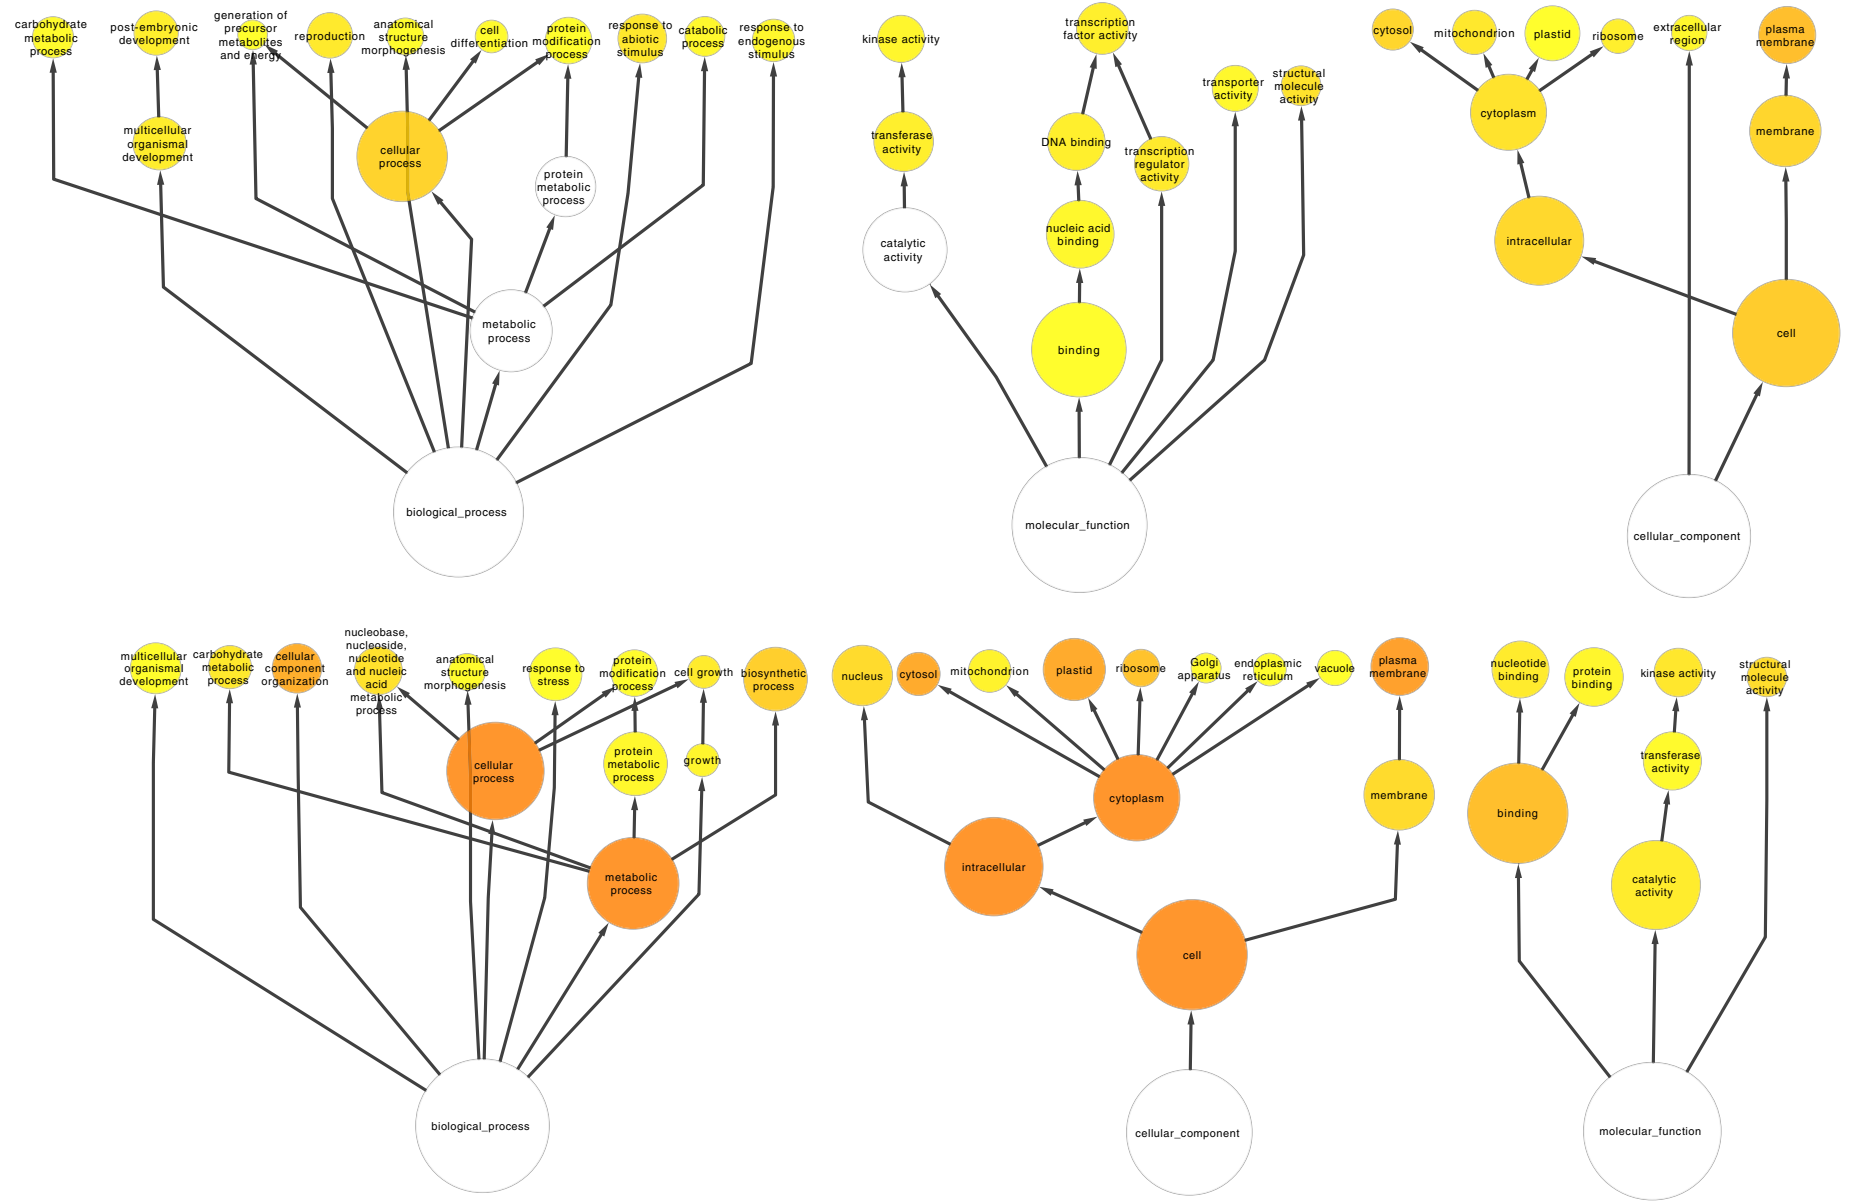 carbohydrate
metabolic
process
post-embryonic
development
generation of
precursor
metabolites
and energy
reproduction
anatomical
structure
morphogenesis
cell
differentiation
protein
modification
process
response to
abiotic
stimulus
catabolic
process
response to
endogenous
stimulus
multicellular
organismal
development
cellular
process
protein
metabolic
process
metabolic
process
biological_process
kinase activity
transcription
factor activity
transporter
activity
structural
molecule
activity
transferase
activity
DNA binding
transcription
regulator
activity
nucleic acid
binding
catalytic
activity
binding
molecular_function
cytosol
mitochondrion
plastid
ribosome
extracellular
region
plasma
membrane
cytoplasm
membrane
intracellular
cell
cellular_component
multicellular
organismal
development
carbohydrate
metabolic
process
cellular
component
organization
nucleobase,
nucleoside,
nucleotide
and nucleic
acid
metabolic
process
anatomical
structure
morphogenesis
response to
stress
protein
modification
process
cell growth
biosynthetic
process
cellular
process
protein
metabolic
process
growth
metabolic
process
biological_process
nucleus
cytosol
mitochondrion
plastid
ribosome
Golgi
apparatus
endoplasmic
reticulum
vacuole
plasma
membrane
cytoplasm
membrane
intracellular
cell
cellular_component
nucleotide
binding
protein
binding
kinase activity
structural
molecule
activity
transferase
activity
binding
catalytic
activity
molecular_function